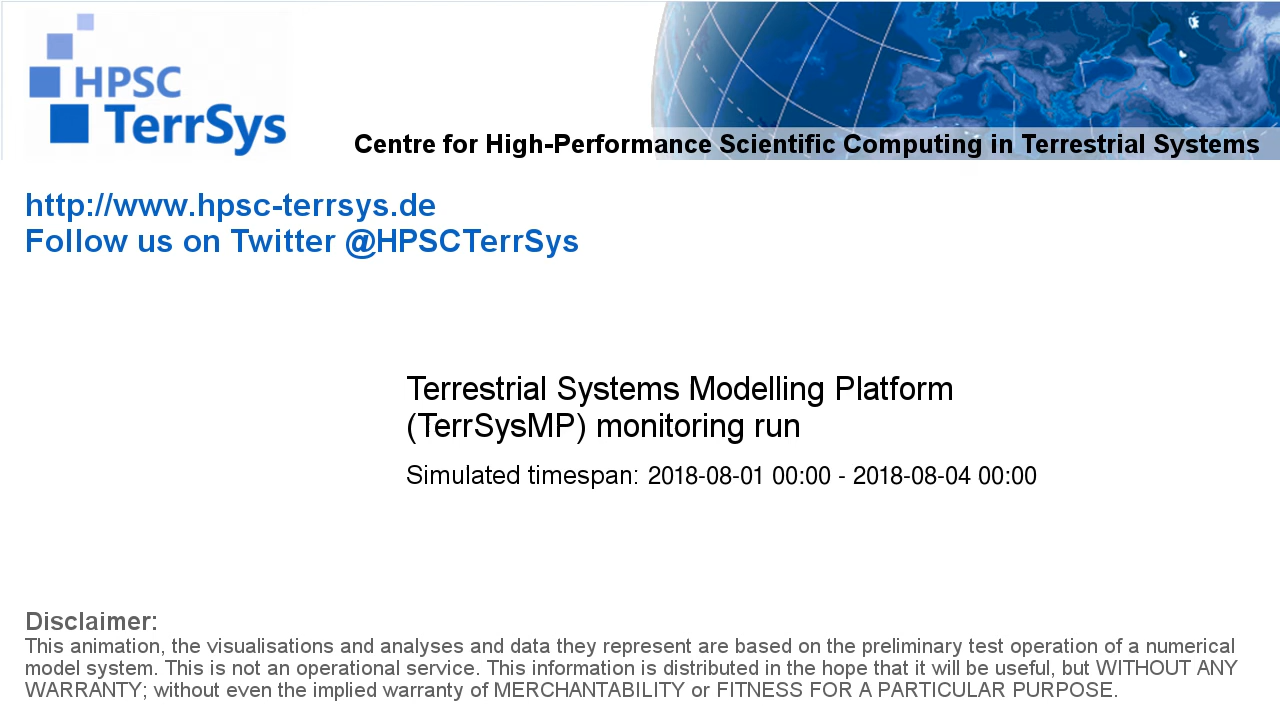 HPSC
TerrSys
Centre for High-Performance Scientific Computing in Terrestrial Systems
http://www.hpsc-terrsys.de
Follow us on Twitter @HPSCTerrSys
Terrestrial Systems Modelling Platform
(TerrSysMP) monitoring run
Simulated timespan: 2018-08-01 00:00 - 2018-08-04 00:00
Disclaimer:
This animation, the visualisations and analyses and data they represent are based on the preliminary test operation of a numerical
model system. This is not an operational service. This information is distributed in the hope that it will be useful, but WITHOUT ANY
WARRANTY; without even the implied warranty of MERCHANTABILITY or FITNESS FOR A PARTICULAR PURPOSE.